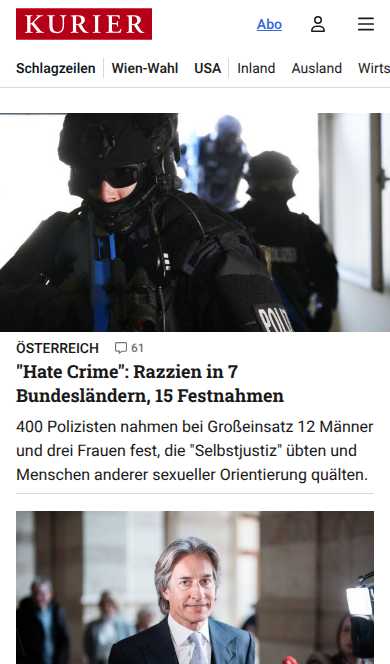 KURIER
Abo
Schlagzeilen Wien-Wahl USA Inland Ausland Wirts
POLI
ÖSTERREICH 61
"Hate Crime": Razzien in 7
Bundesländern, 15 Festnahmen
400 Polizisten nahmen bei Großeinsatz 12 Männer
und drei Frauen fest, die "Selbstjustiz" übten und
Menschen anderer sexueller Orientierung quälten.